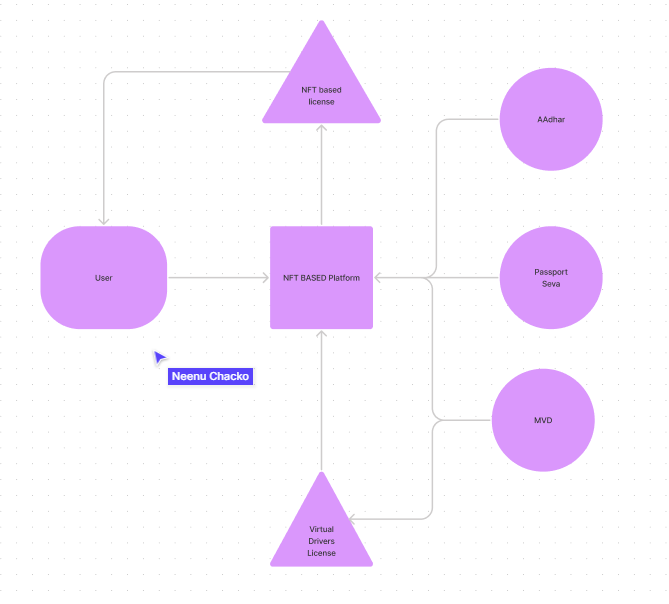 NFT based
license
AAdhar
User
NFT BASED Platform
Passport
Seva
Neenu Chacko
MVD
Virtual
Drivers
License